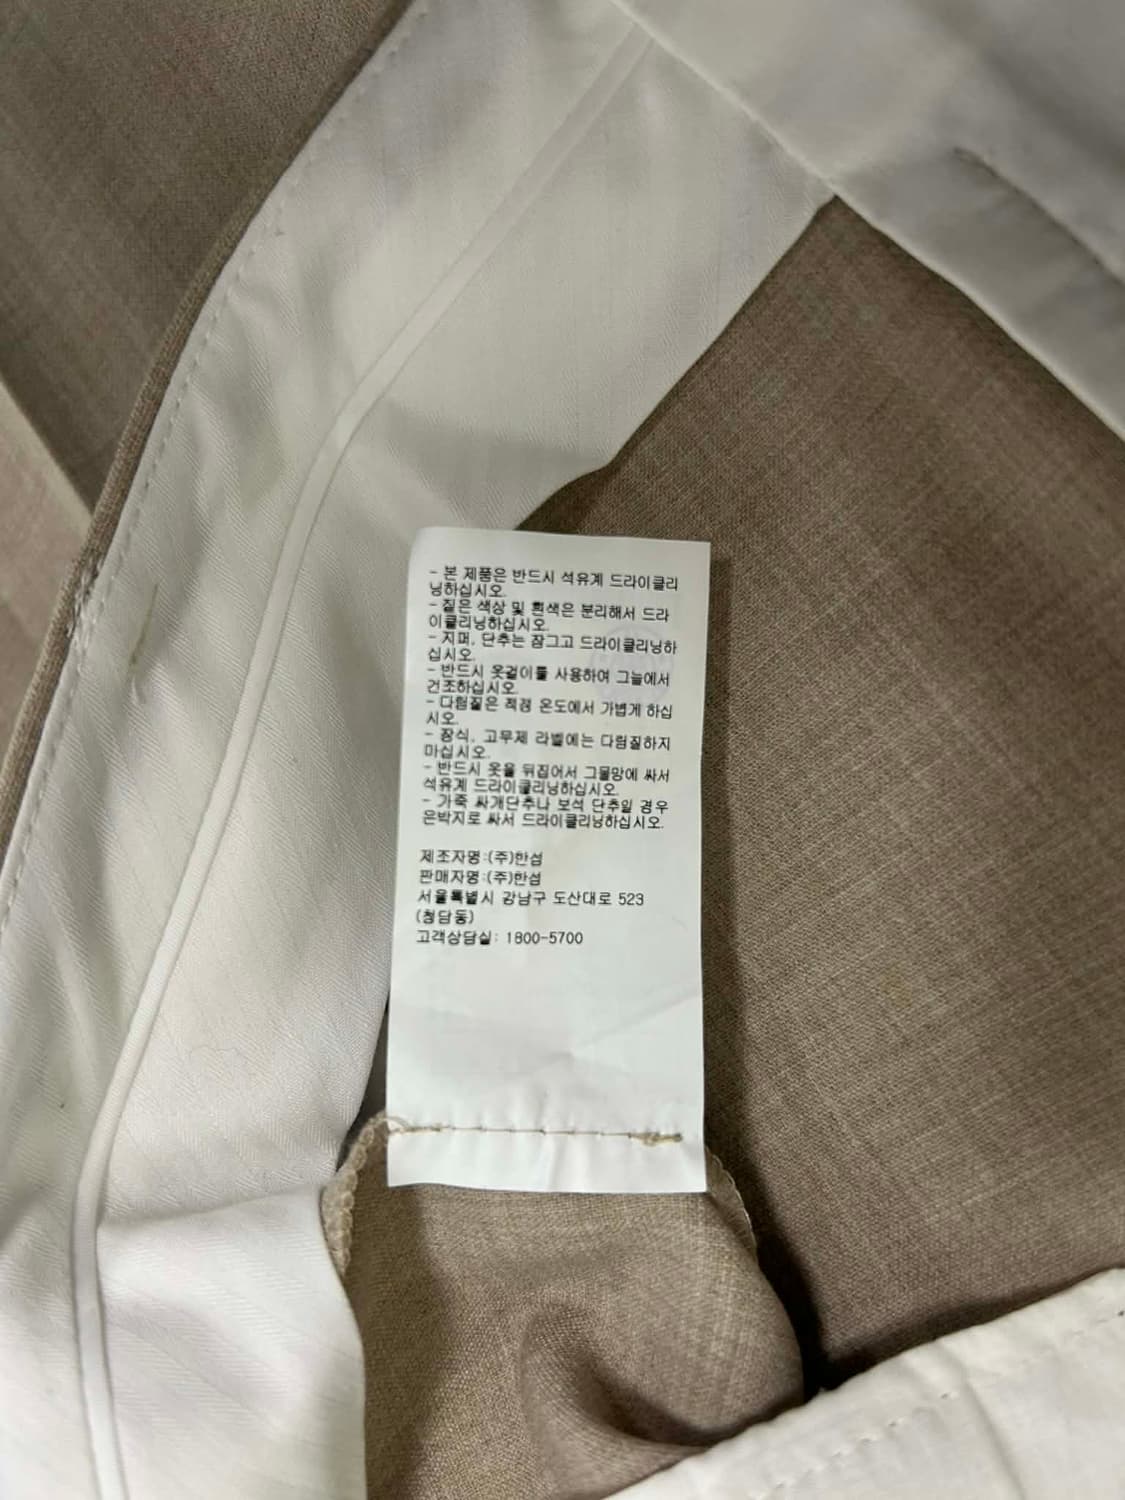 - 본 제품은 반드시 석유계 드라이클리
닝하십시오.
- 짙은 색상 및 흰색은 분리해서 드라
이클리닝하십시오.
- 지퍼, 단추는 잠그고 드라이클리닝하
십시오.
- 반드시 옷걸이를 사용하여 그늘에서
건조하십시오.
- 다림질은 적정 온도에서 가볍게 하십
시오.
- 장식, 고무제 라벨에는 다림질하지
마십시오.
- 반드시 옷을 뒤집어서 그물망에 싸서
석유계 드라이클리닝하십시오.
- 가죽 싸개단추나 보석 단추일 경우
은박지로 싸서 드라이클리닝하십시오.
제조자명:(주)한섬
판매자명:(주)한섬
서울특별시 강남구 도산대로 523
(청담동)
고객상담실: 1800-5700